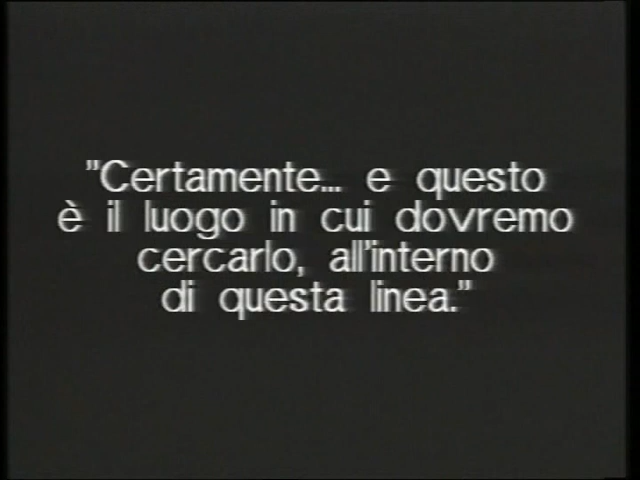 "Certamente... e questo
è il luogo in cui dovremo
cercarlo, all'interno
di questa linea."